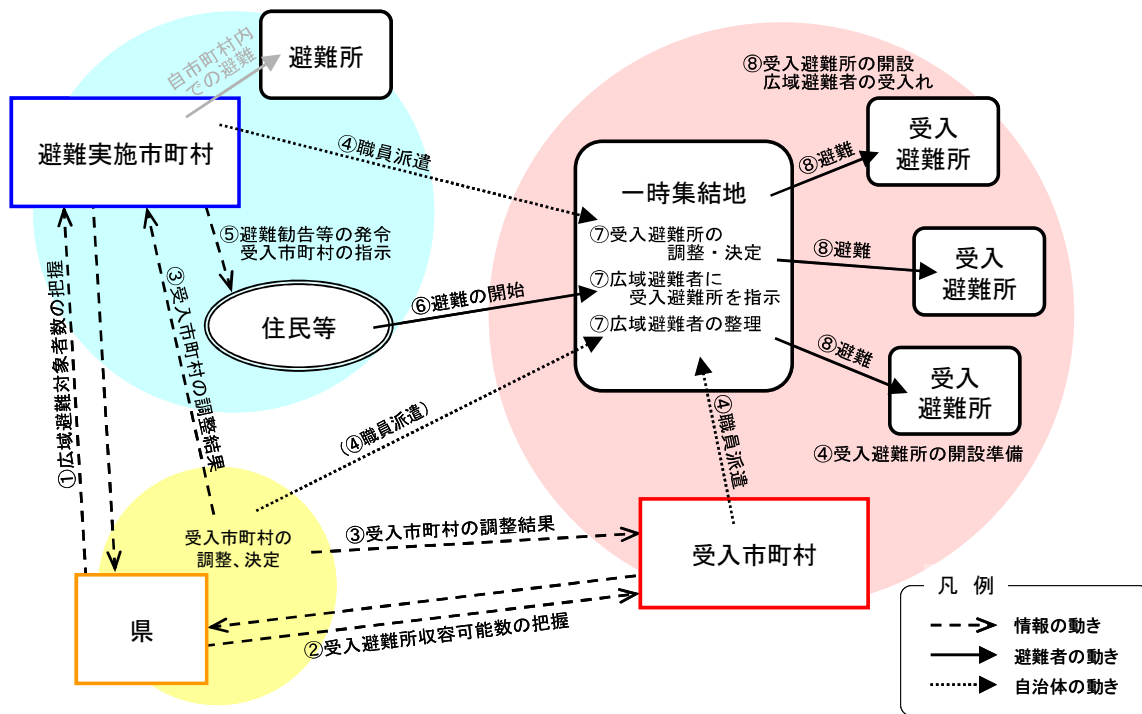 避難所
自市町村内
での避難
⑧受入避難所の開設
広域避難者の受入れ
避難実施市町村
④職員派遣
受入
避難所
⑧避難
一時集結地
⑦受入避難所の
調整・決定
⑦広域避難者に
受入避難所を指示
⑦広域避難者の整理
⑧避難
受入
避難所
⑧避難
受入
避難所
⑤避難勧告等の発令
受入市町村の指示
⑥避難の開始
住民等
①広域避難対象者数の把握
③受入市町村の調整結果
(④職員派遣)
④職員派遣
④受入避難所の開設準備
受入市町村の
調整、決定
③受入市町村の調整結果
受入市町村
県
②受入避難所収容可能数の把握
凡 例
情報の動き
避難者の動き
自治体の動き